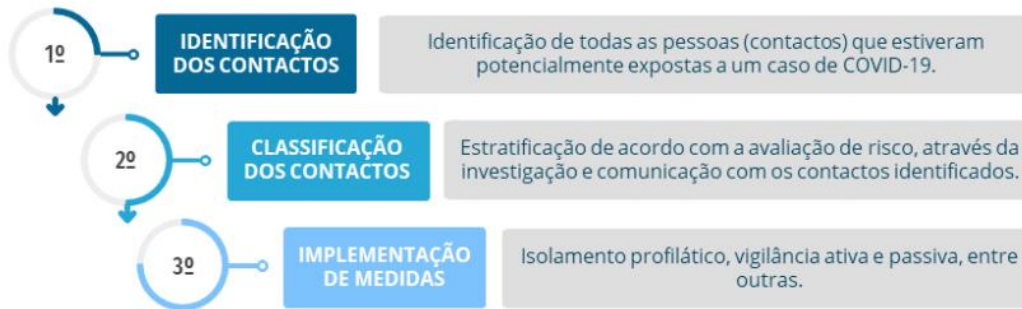 1º
IDENTIFICAÇÃO
DOS CONTACTOS
Identificação de todas as pessoas (contactos) que estiveram
potencialmente expostas a um caso de COVID-19.
2º
CLASSIFICAÇÃO
DOS CONTACTOS
Estratificação de acordo com a avaliação de risco, através da
investigação e comunicação com os contactos identificados.
3º
IMPLEMENTAÇÃO
DE MEDIDAS
Isolamento profilático, vigilância ativa e passiva, entre
outras.